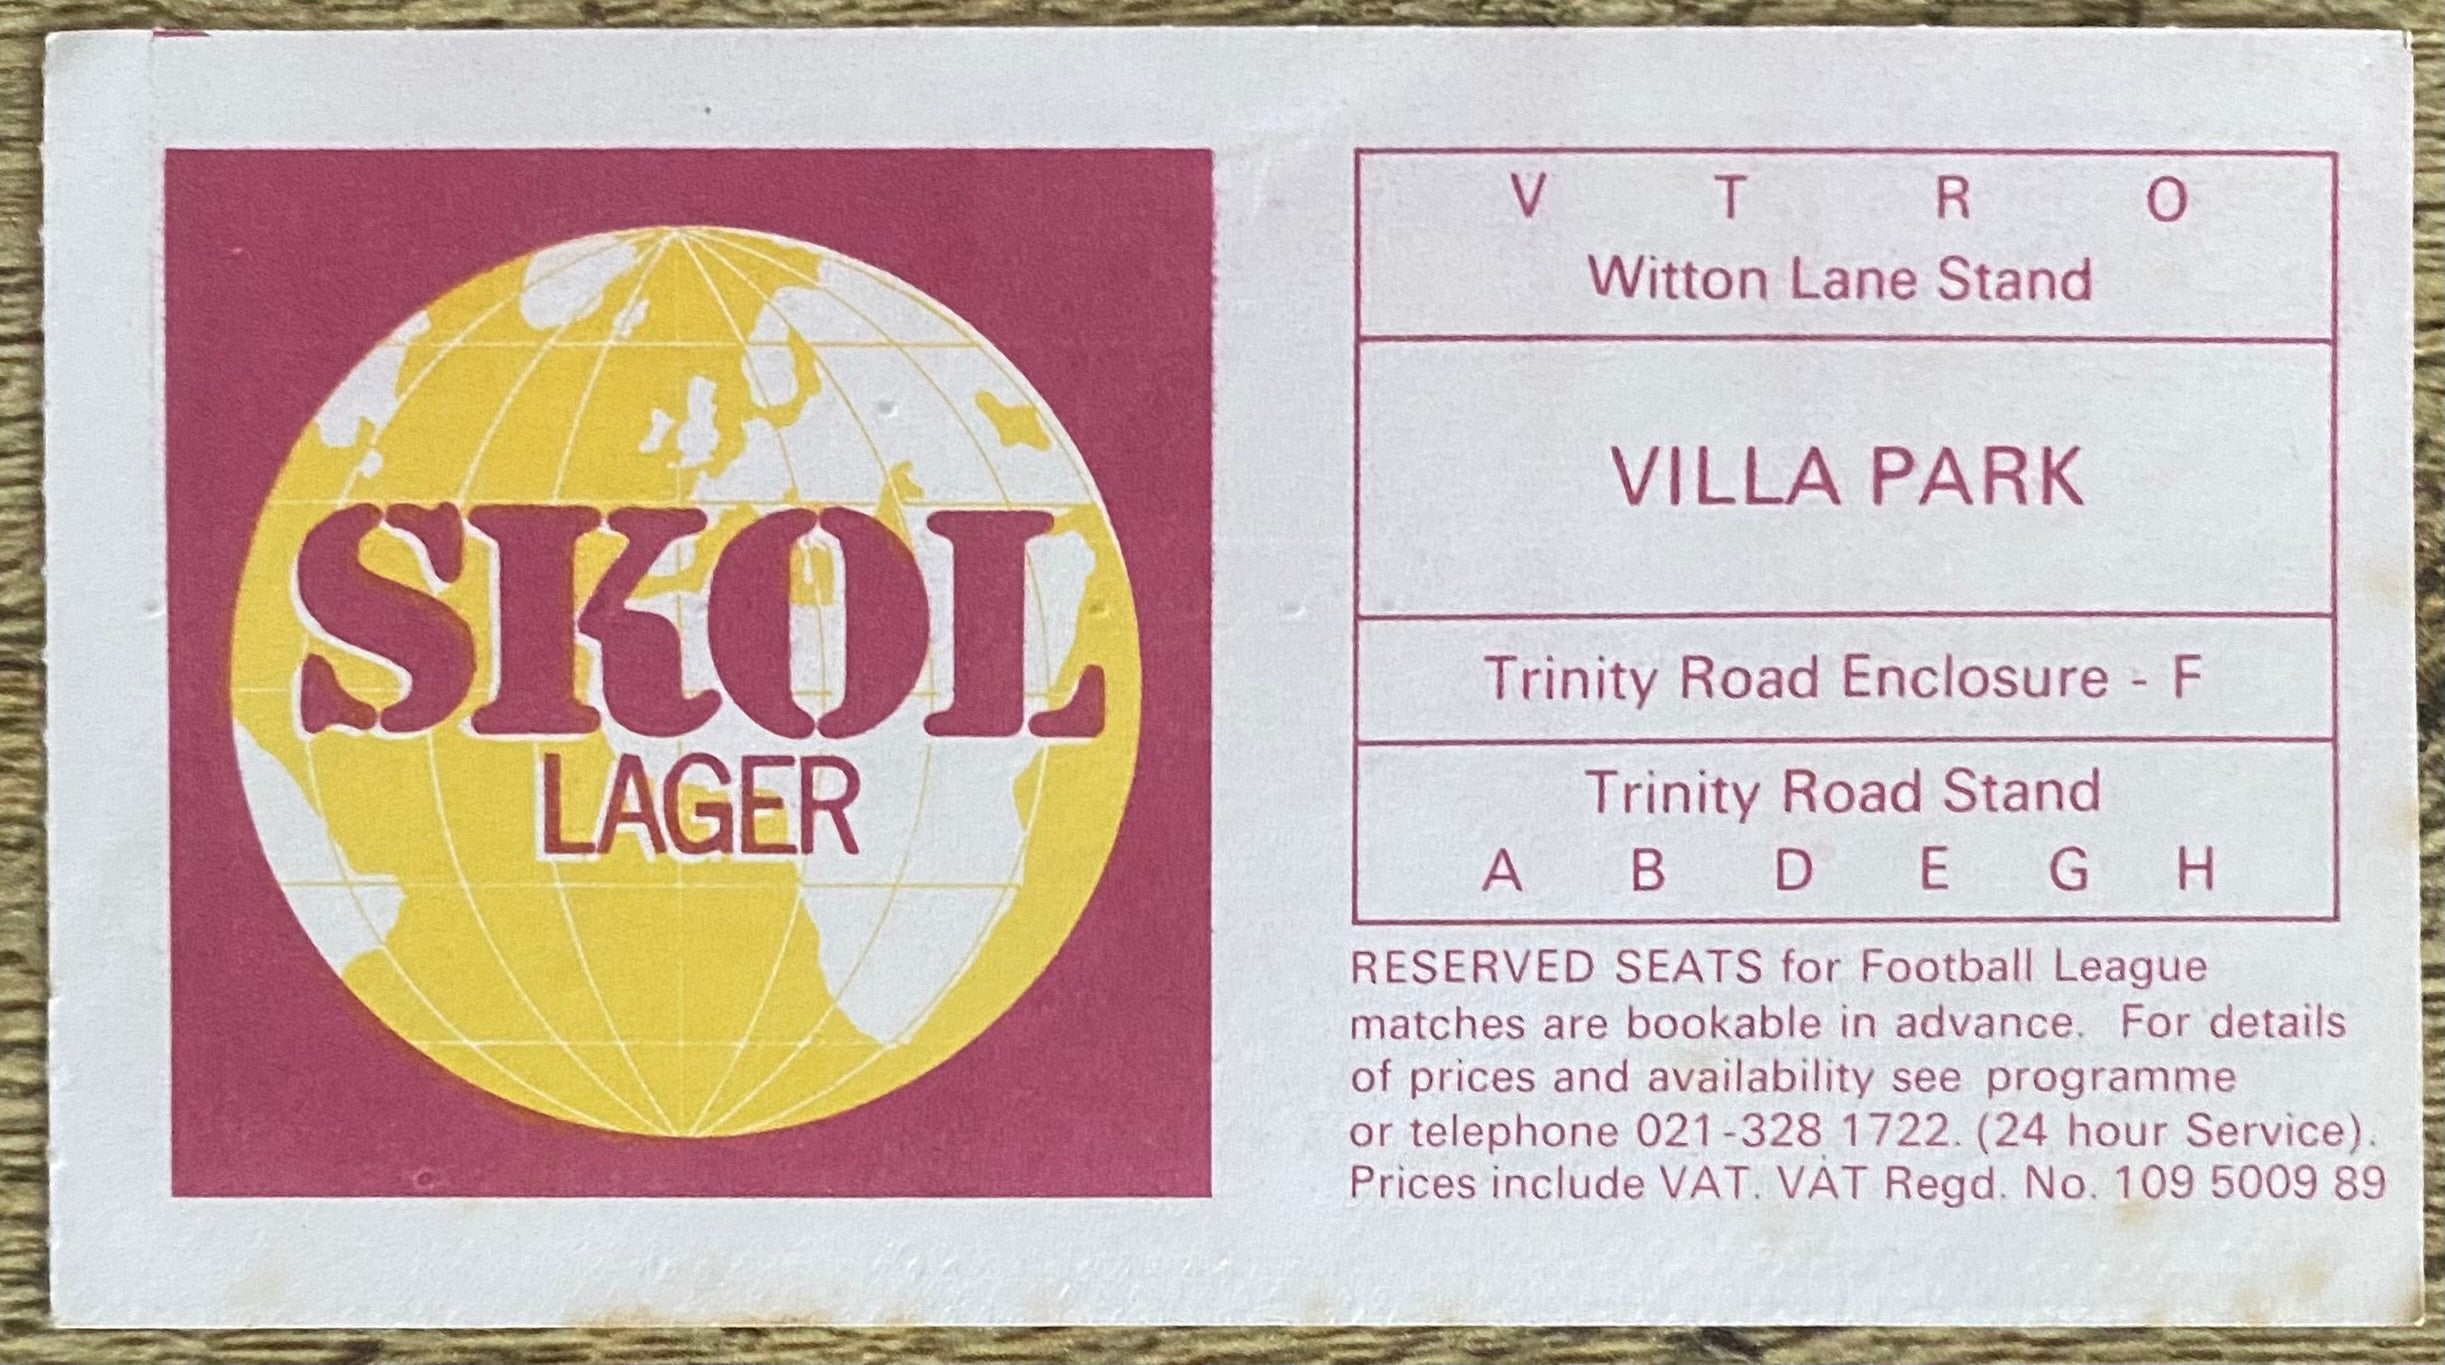 SKOL
LAGER
V T R O
Witton Lane Stand
VILLA PARK
Trinity Road Enclosure - F
Trinity Road Stand
A B D E G H
RESERVED SEATS for Football League
matches are bookable in advance. For details
of prices and availability see programme
or telephone 021-328 1722. (24 hour Service).
Prices include VAT. VAT Regd. No. 109 5009 89